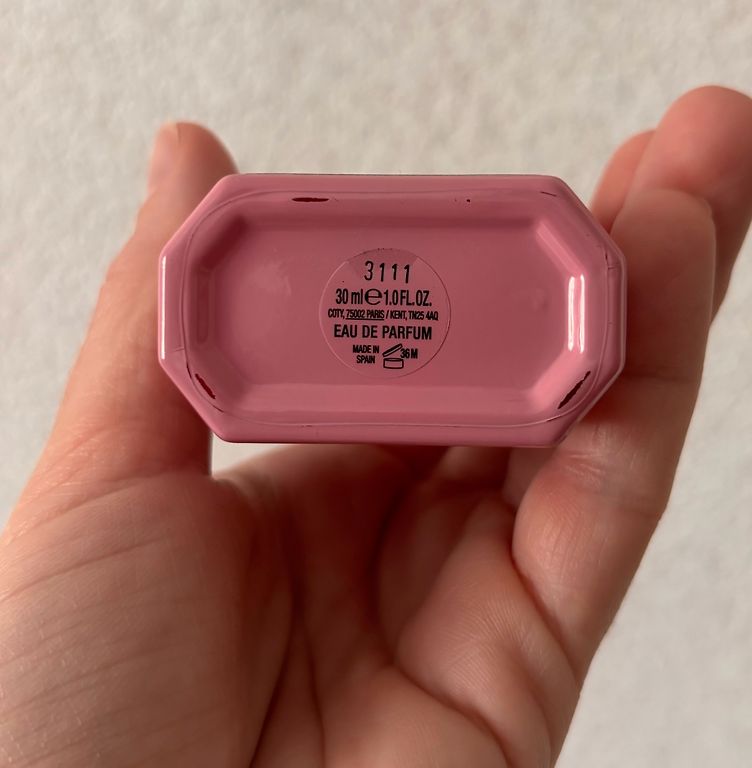 3111
30 ml ℮ 1.0 FL.OZ.
COTY, 75002 PARIS / KENT, TN25 4AQ
EAU DE PARFUM
MADE IN
SPAIN
36 M